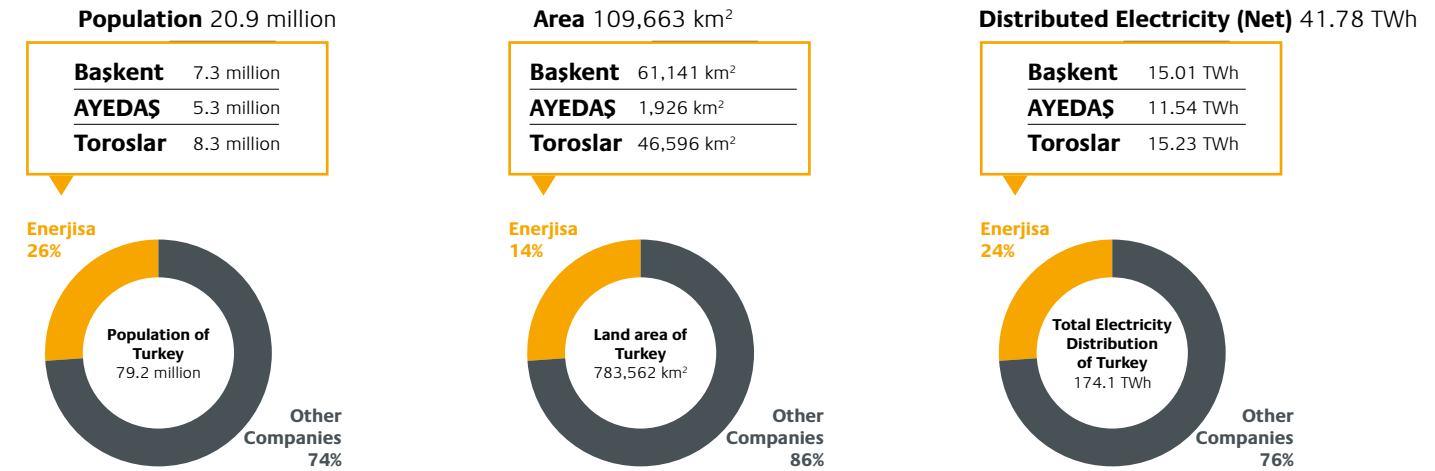 Population 20.9 million
Başkent 7.3 million
AYEDAŞ 5.3 million
Toroslar 8.3 million
Enerjisa
26%
Population of
Turkey
79.2 million
Other
Companies
74%
Area 109,663 km²
Başkent 61,141 km²
AYEDAŞ 1,926 km²
Toroslar 46,596 km²
Enerjisa
14%
Land area of
Turkey
783,562 km²
Other
Companies
86%
Distributed Electricity (Net) 41.78 TWh
Başkent 15.01 TWh
AYEDAŞ 11.54 TWh
Toroslar 15.23 TWh
Enerjisa
24%
Total Electricity
Distribution
of Turkey
174.1 TWh
Other
Companies
76%